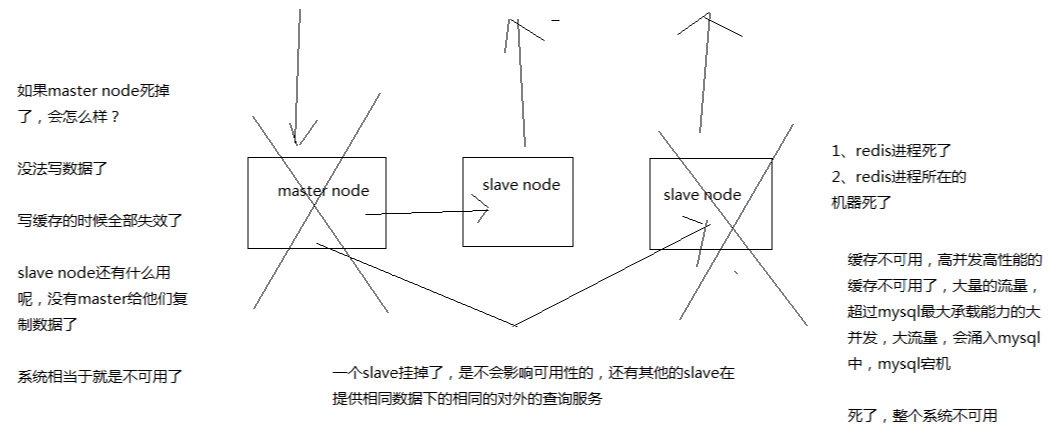 如果master node死掉
了，会怎么样？
没法写数据了
写缓存的时候全部失效了
slave node还有什么用
呢，没有master给他们复
制数据了
系统相当于就是不可用了
master node
slave node
slave node
一个slave挂掉了，是不会影响可用性的，还有其他的slave在
提供相同数据下的相同的对外的查询服务
1、redis进程死了
2、redis进程所在的
机器死了
缓存不可用，高并发高性能的
缓存不可用了，大量的流量，
超过mysql最大承载能力的大
并发，大流量，会涌入mysql
中，mysql宕机
死了，整个系统不可用